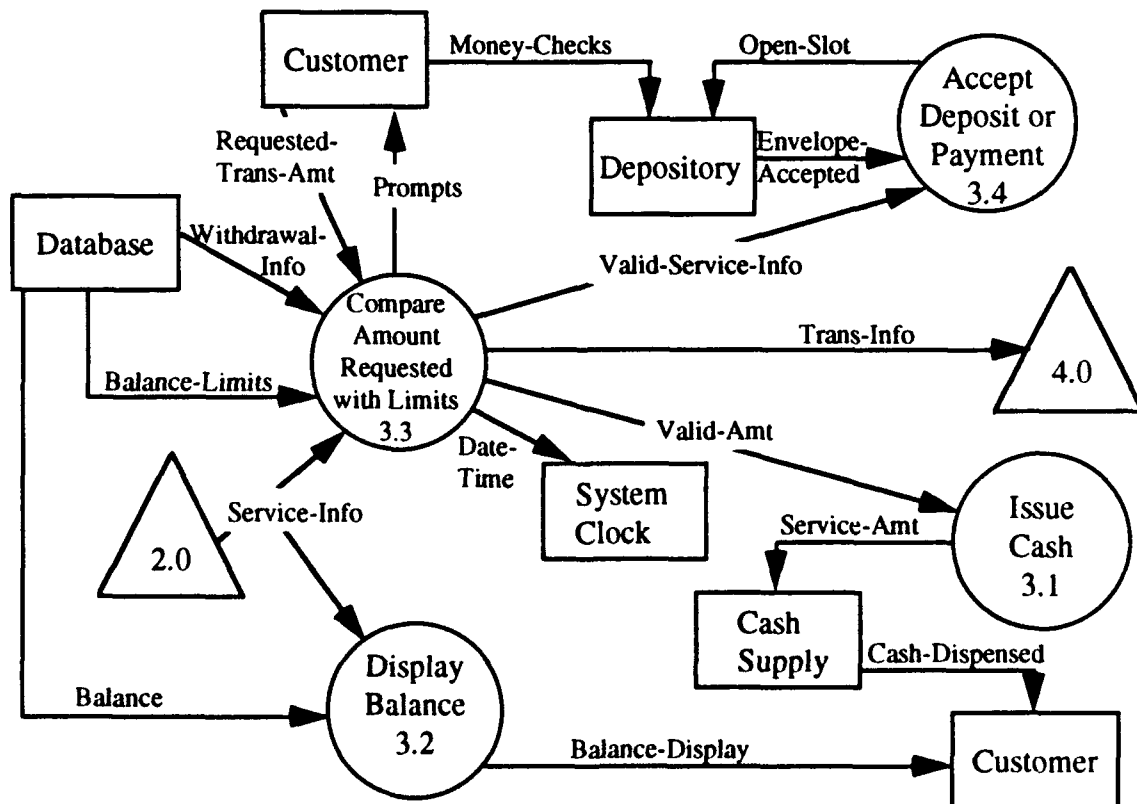 Customer
Money-Checks
Open-Slot
Accept
Deposit or
Payment
3.4
Requested-
Trans-Amt
Prompts
Depository
Envelope-
Accepted
Database
Withdrawal-
Info
Valid-Service-Info
Compare
Amount
Requested
with Limits
3.3
Trans-Info
4.0
Balance-Limits
Valid-Amt
Date-
Time
System
Clock
2.0
Service-Info
Issue
Cash
3.1
Service-Amt
Cash
Supply
Cash-Dispensed
Display
Balance
3.2
Balance
Balance-Display
Customer